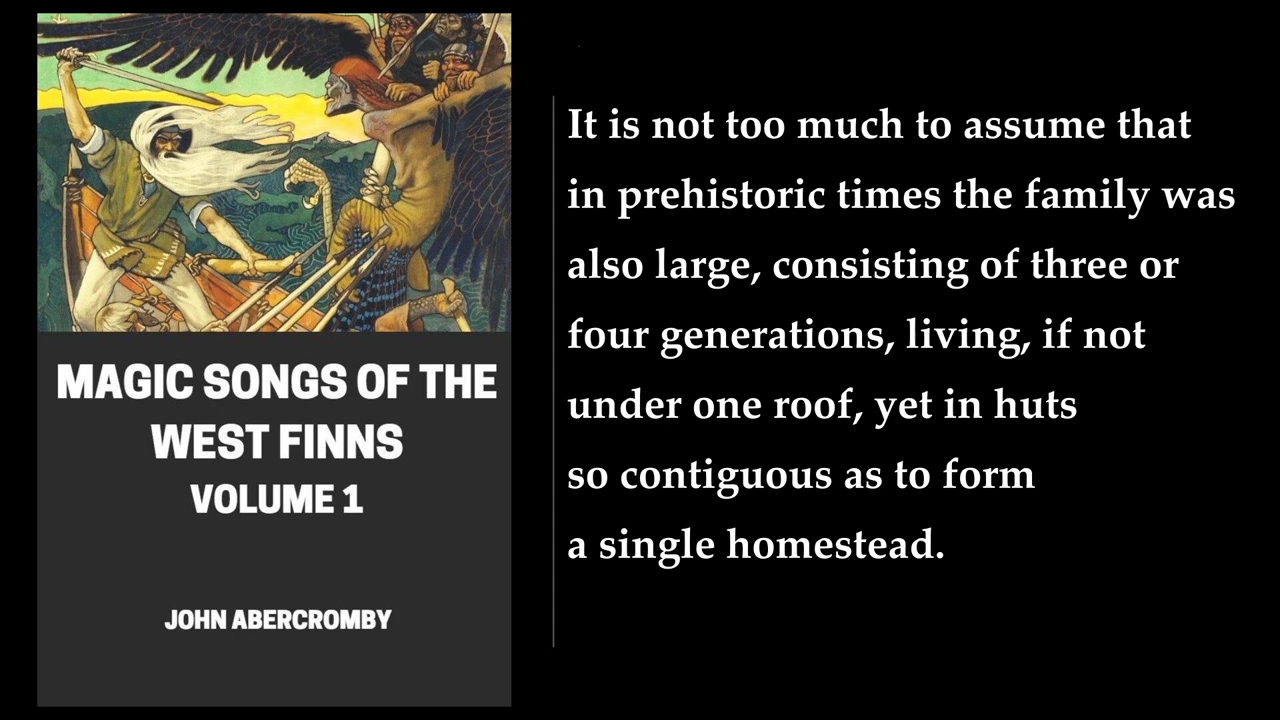 MAGIC SONGS OF THE
WEST FINNS
VOLUME 1
JOHN ABERCROMBY
It is not too much to assume that
in prehistoric times the family was
also large, consisting of three or
four generations, living, if not
under one roof, yet in huts
so contiguous as to form
a single homestead.